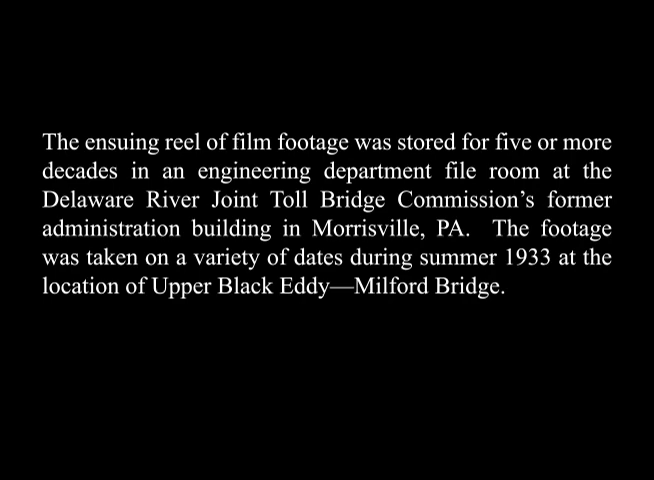 The ensuing reel of film footage was stored for five or more
decades in an engineering department file room at the
Delaware River Joint Toll Bridge Commission’s former
administration building in Morrisville, PA. The footage
was taken on a variety of dates during summer 1933 at the
location of Upper Black Eddy—Milford Bridge.